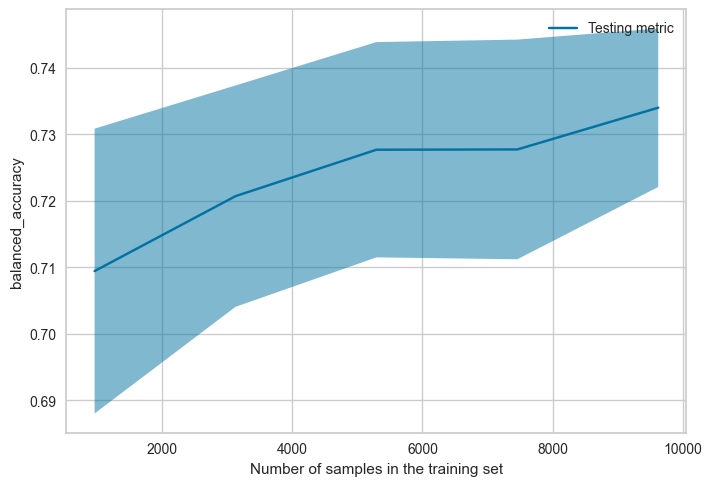 Testing metric
0.74
0.73
0.72
0.71
0.70
0.69
balanced_accuracy
2000 4000 6000 8000 10000
Number of samples in the training set